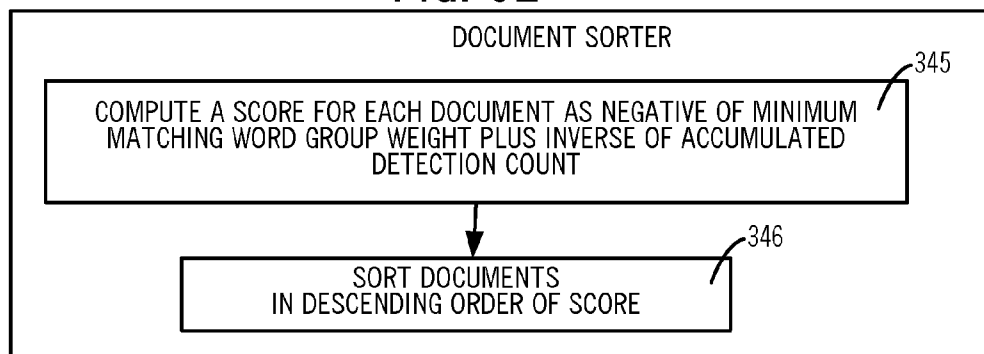 DOCUMENT SORTER
345
COMPUTE A SCORE FOR EACH DOCUMENT AS NEGATIVE OF MINIMUM
MATCHING WORD GROUP WEIGHT PLUS INVERSE OF ACCUMULATED
DETECTION COUNT
346
SORT DOCUMENTS
IN DESCENDING ORDER OF SCORE